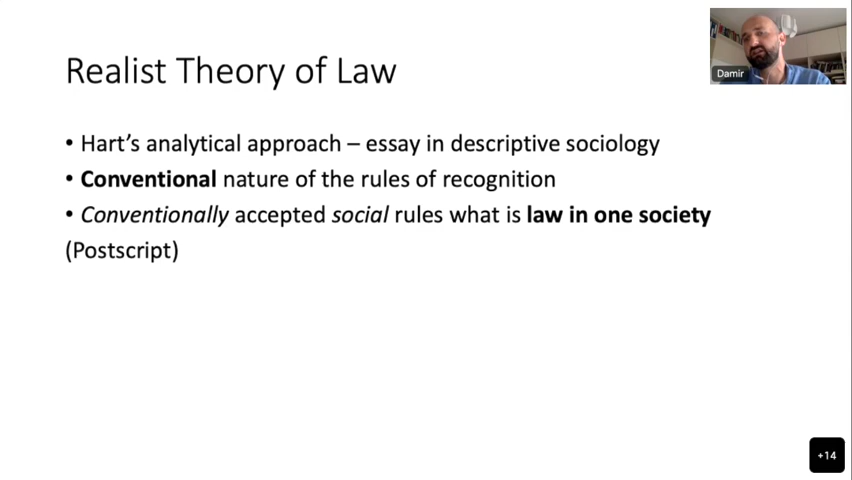 Realist Theory of Law
Damir
• Hart's analytical approach – essay in descriptive sociology
• Conventional nature of the rules of recognition
• Conventionally accepted social rules what is law in one society
(Postscript)
+14